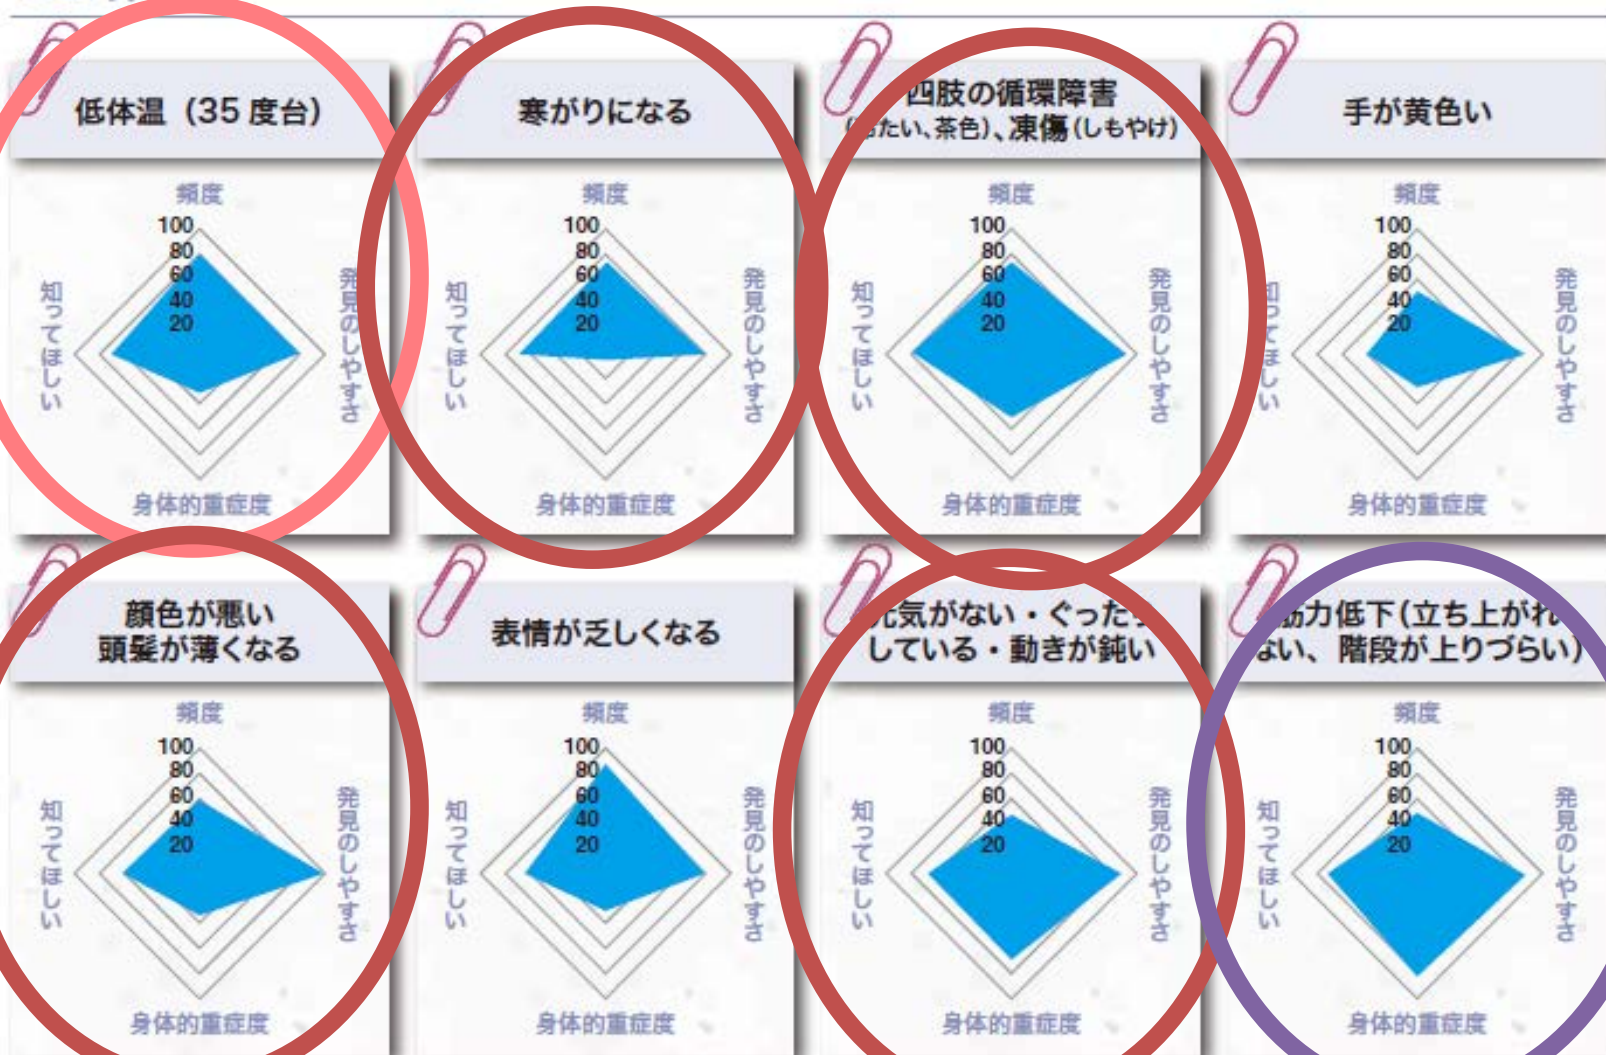 低体温（35 度台）
頻度
100
80
60
40
20
発見のしやすさ
知ってほしい
身体的重症度
寒がりになる
頻度
100
80
60
40
20
発見のしやすさ
知ってほしい
身体的重症度
四肢の循環障害
たい、茶色)、凍傷(しもやけ)
頻度
100
80
60
40
20
発見のしやすさ
知ってほしい
身体的重症度
手が黄色い
頻度
100
80
60
40
20
発見のしやすさ
知ってほしい
身体的重症度
顔色が悪い
頭髪が薄くなる
頻度
100
80
60
40
20
発見のしやすさ
知ってほしい
身体的重症度
表情が乏しくなる
頻度
100
80
60
40
20
発見のしやすさ
知ってほしい
身体的重症度
元気がない・ぐったり
している・動きが鈍い
頻度
100
80
60
40
20
発見のしやすさ
知ってほしい
身体的重症度
筋力低下(立ち上がれ
ない、階段が上りづらい)
頻度
100
80
60
40
20
発見のしやすさ
知ってほしい
身体的重症度